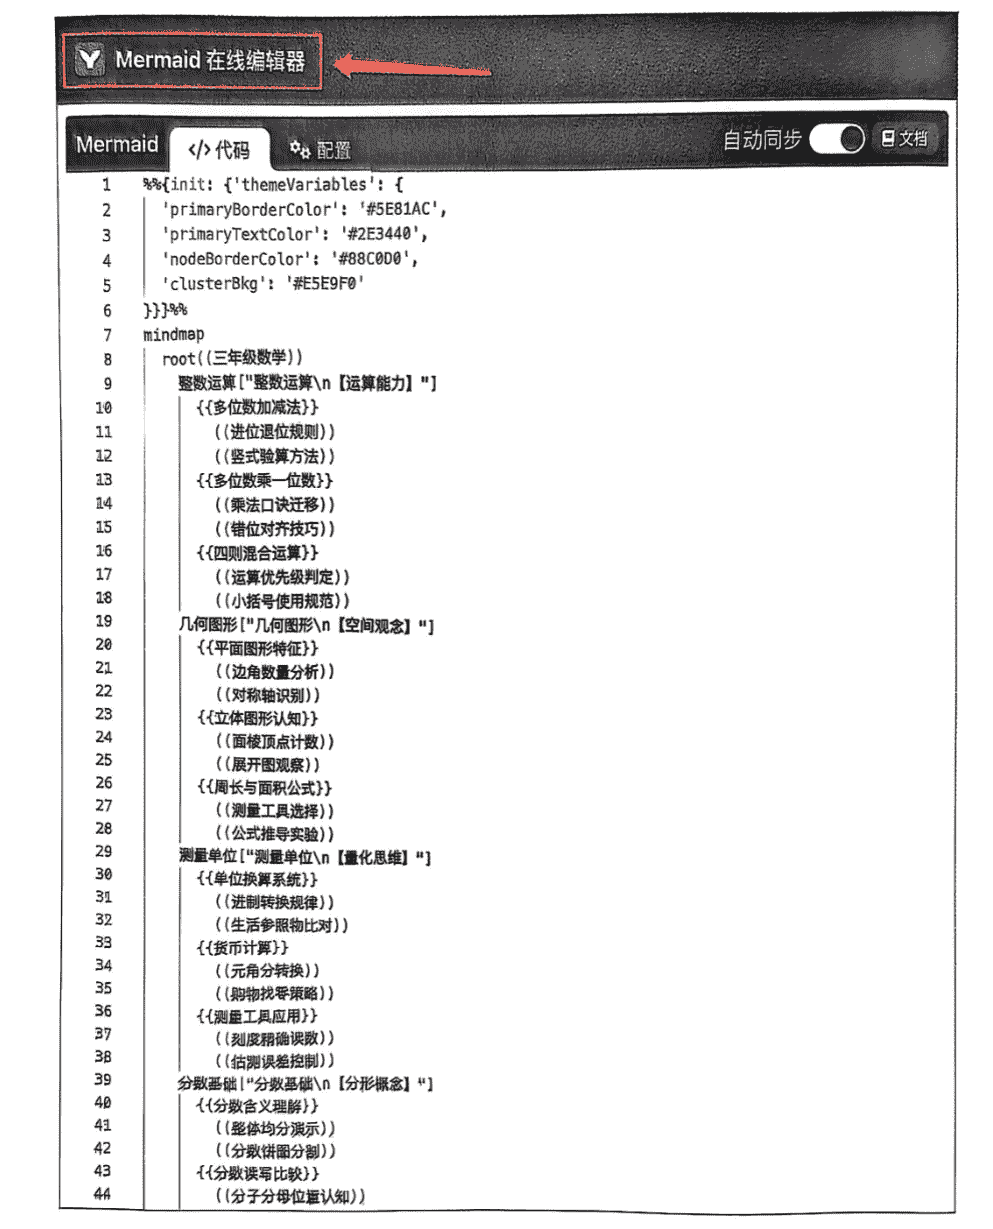 Mermaid 在线编辑器
Mermaid </> 代码 配置 自动同步 文档
1 %%{init: {'themeVariables': {
2 'primaryBorderColor': '#5E81AC',
3 'primaryTextColor': '#2E3440',
4 'nodeBorderColor': '#88C0D0',
5 'clusterBkg': '#E5E9F0'
6 }}}%%
7 mindmap
8 root((三年级数学))
9 整数运算["整数运算\n【运算能力】"]
10 {{多位数加减法}}
11 ((进位退位规则))
12 ((竖式验算方法))
13 {{多位数乘一位数}}
14 ((乘法口诀迁移))
15 ((错位对齐技巧))
16 {{四则混合运算}}
17 ((运算优先级判定))
18 ((小括号使用规范))
19 几何图形["几何图形\n【空间观念】"]
20 {{平面图形特征}}
21 ((边角数量分析))
22 ((对称轴识别))
23 {{立体图形认知}}
24 ((面棱顶点计数))
25 ((展开图观察))
26 {{周长与面积公式}}
27 ((测量工具选择))
28 ((公式推导实验))
29 测量单位["测量单位\n【量化思维】"]
30 {{单位换算系统}}
31 ((进制转换规律))
32 ((生活参照物比对))
33 {{货币计算}}
34 ((元角分转换))
35 ((购物找零策略))
36 {{测量工具应用}}
37 ((刻度精确读数))
38 ((估测误差控制))
39 分数基础["分数基础\n【分形概念】"]
40 {{分数含义理解}}
41 ((整体均分演示))
42 ((分数饼图分割))
43 {{分数读写比较}}
44 ((分子分母位置认知))